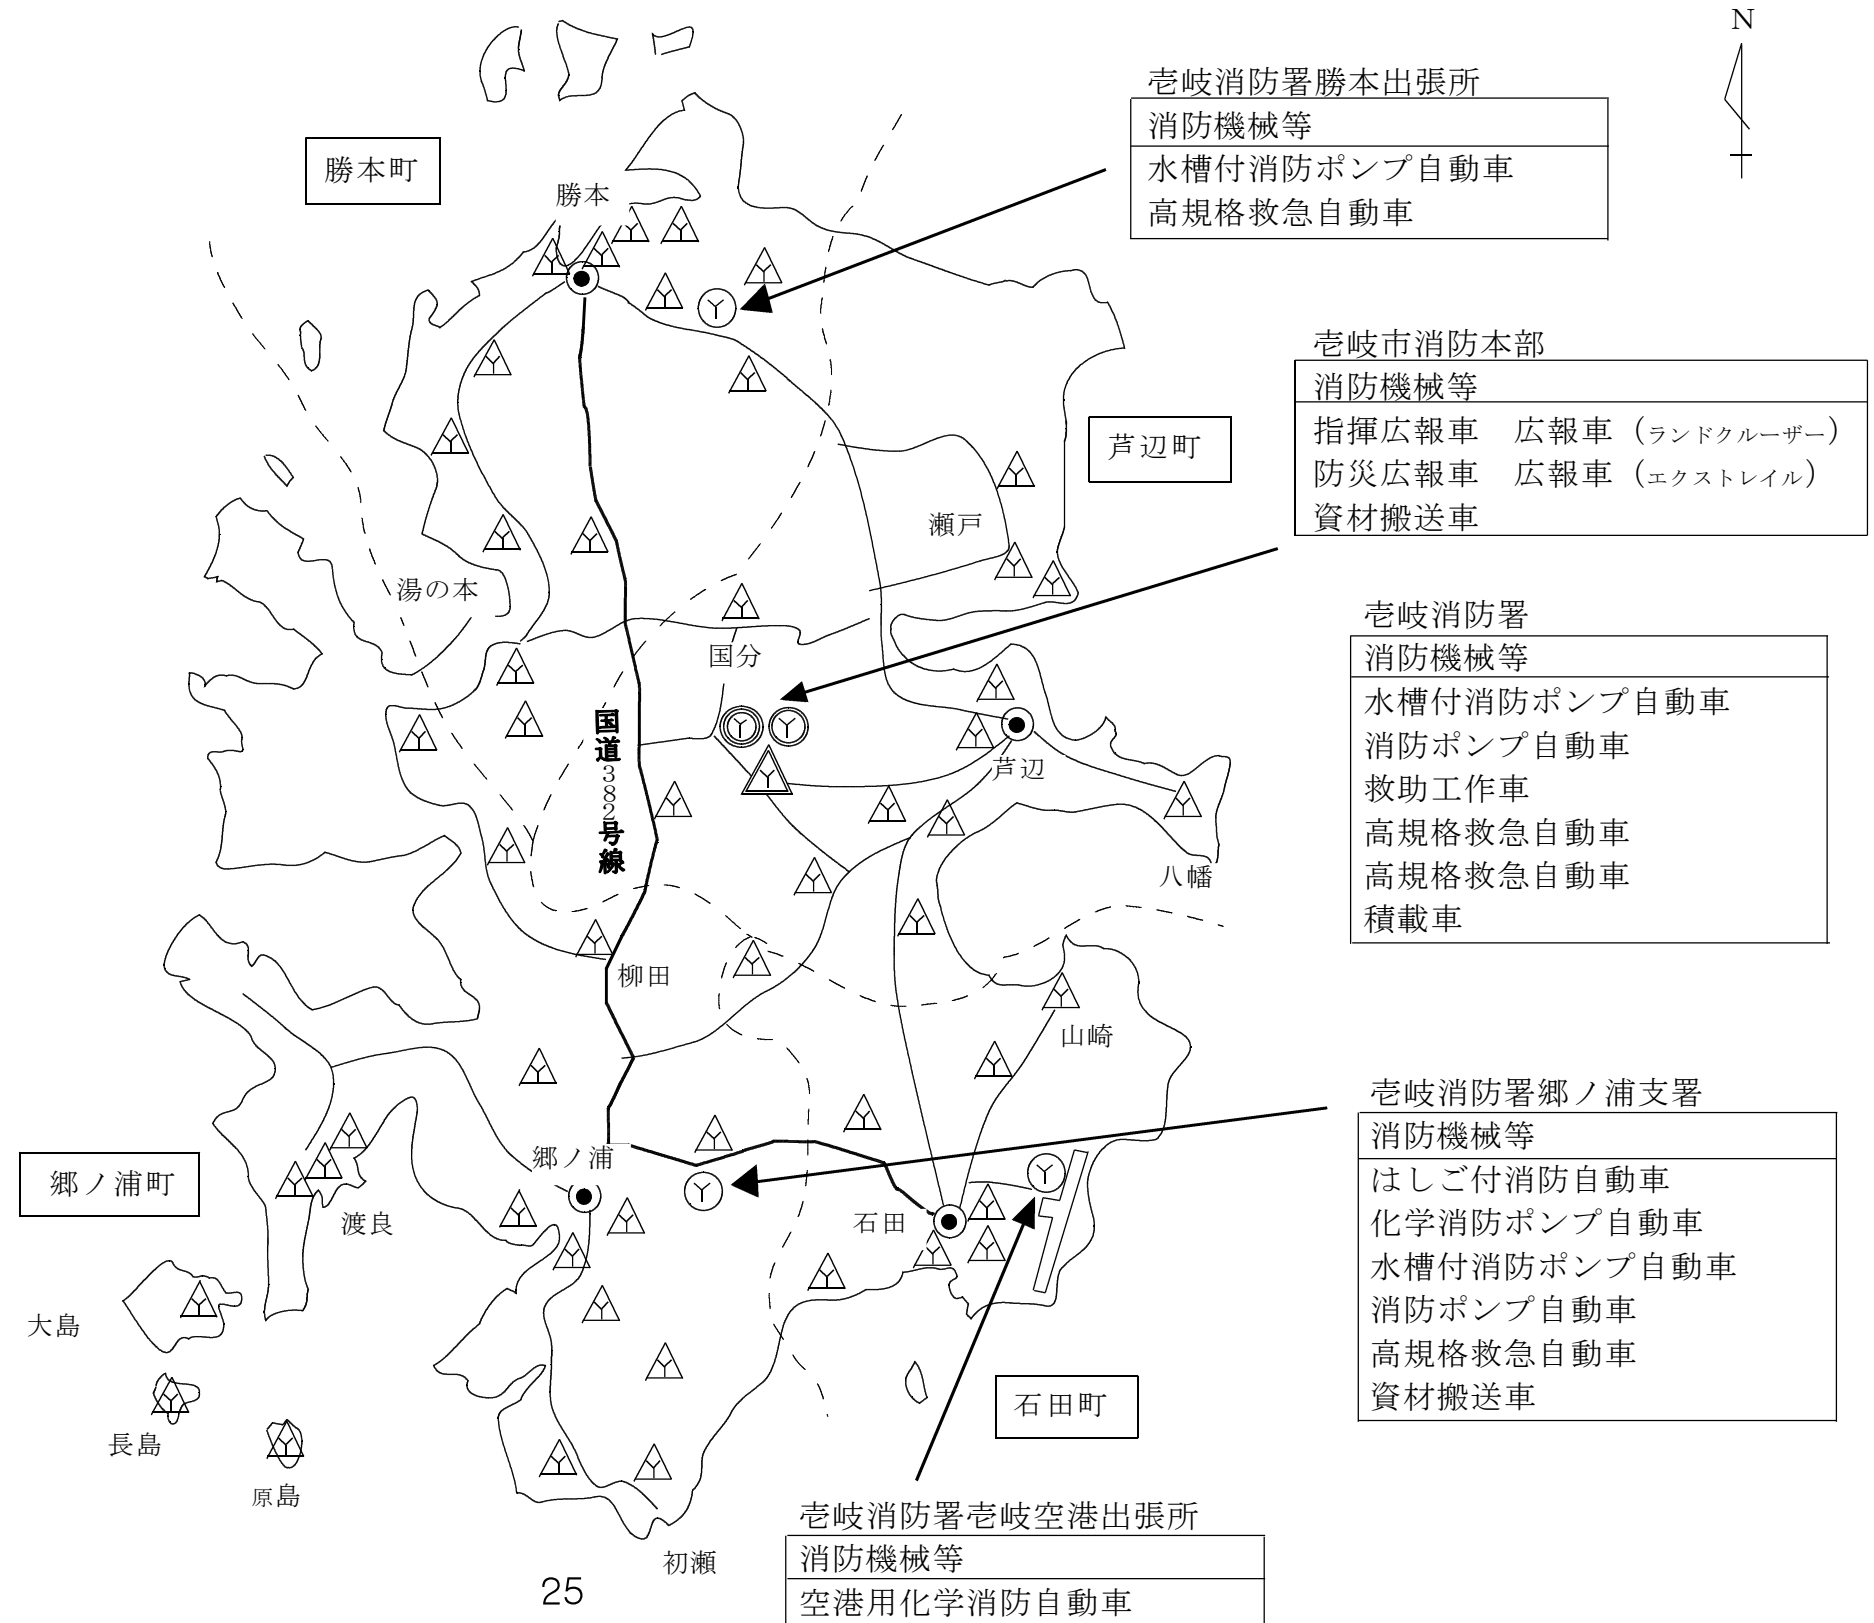 N
壱岐消防署勝本出張所
消防機械等
水槽付消防ポンプ自動車
高規格救急自動車
勝本町
勝本
壱岐市消防本部
消防機械等
指揮広報車　広報車（ランドクルーザー）
防災広報車　広報車（エクストレイル）
資材搬送車
芦辺町
瀬戸
湯の本
国分
壱岐消防署
消防機械等
水槽付消防ポンプ自動車
消防ポンプ自動車
救助工作車
高規格救急自動車
高規格救急自動車
積載車
国道382号線
芦辺
八幡
柳田
山崎
壱岐消防署郷ノ浦支署
消防機械等
はしご付消防自動車
化学消防ポンプ自動車
水槽付消防ポンプ自動車
消防ポンプ自動車
高規格救急自動車
資材搬送車
郷ノ浦
郷ノ浦町
渡良
石田
大島
石田町
長島
原島
壱岐消防署壱岐空港出張所
消防機械等
空港用化学消防自動車
初瀬
25